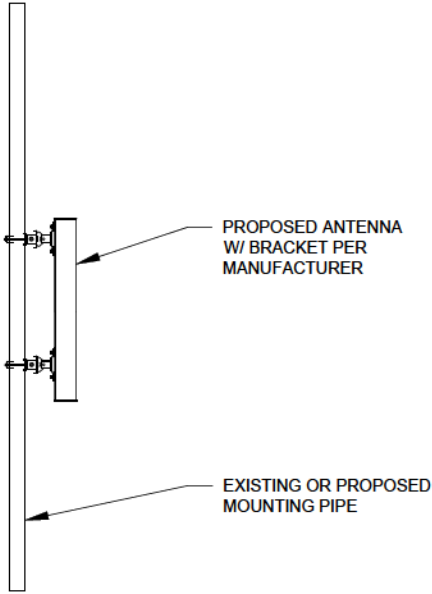 PROPOSED ANTENNA
W/ BRACKET PER
MANUFACTURER
EXISTING OR PROPOSED
MOUNTING PIPE